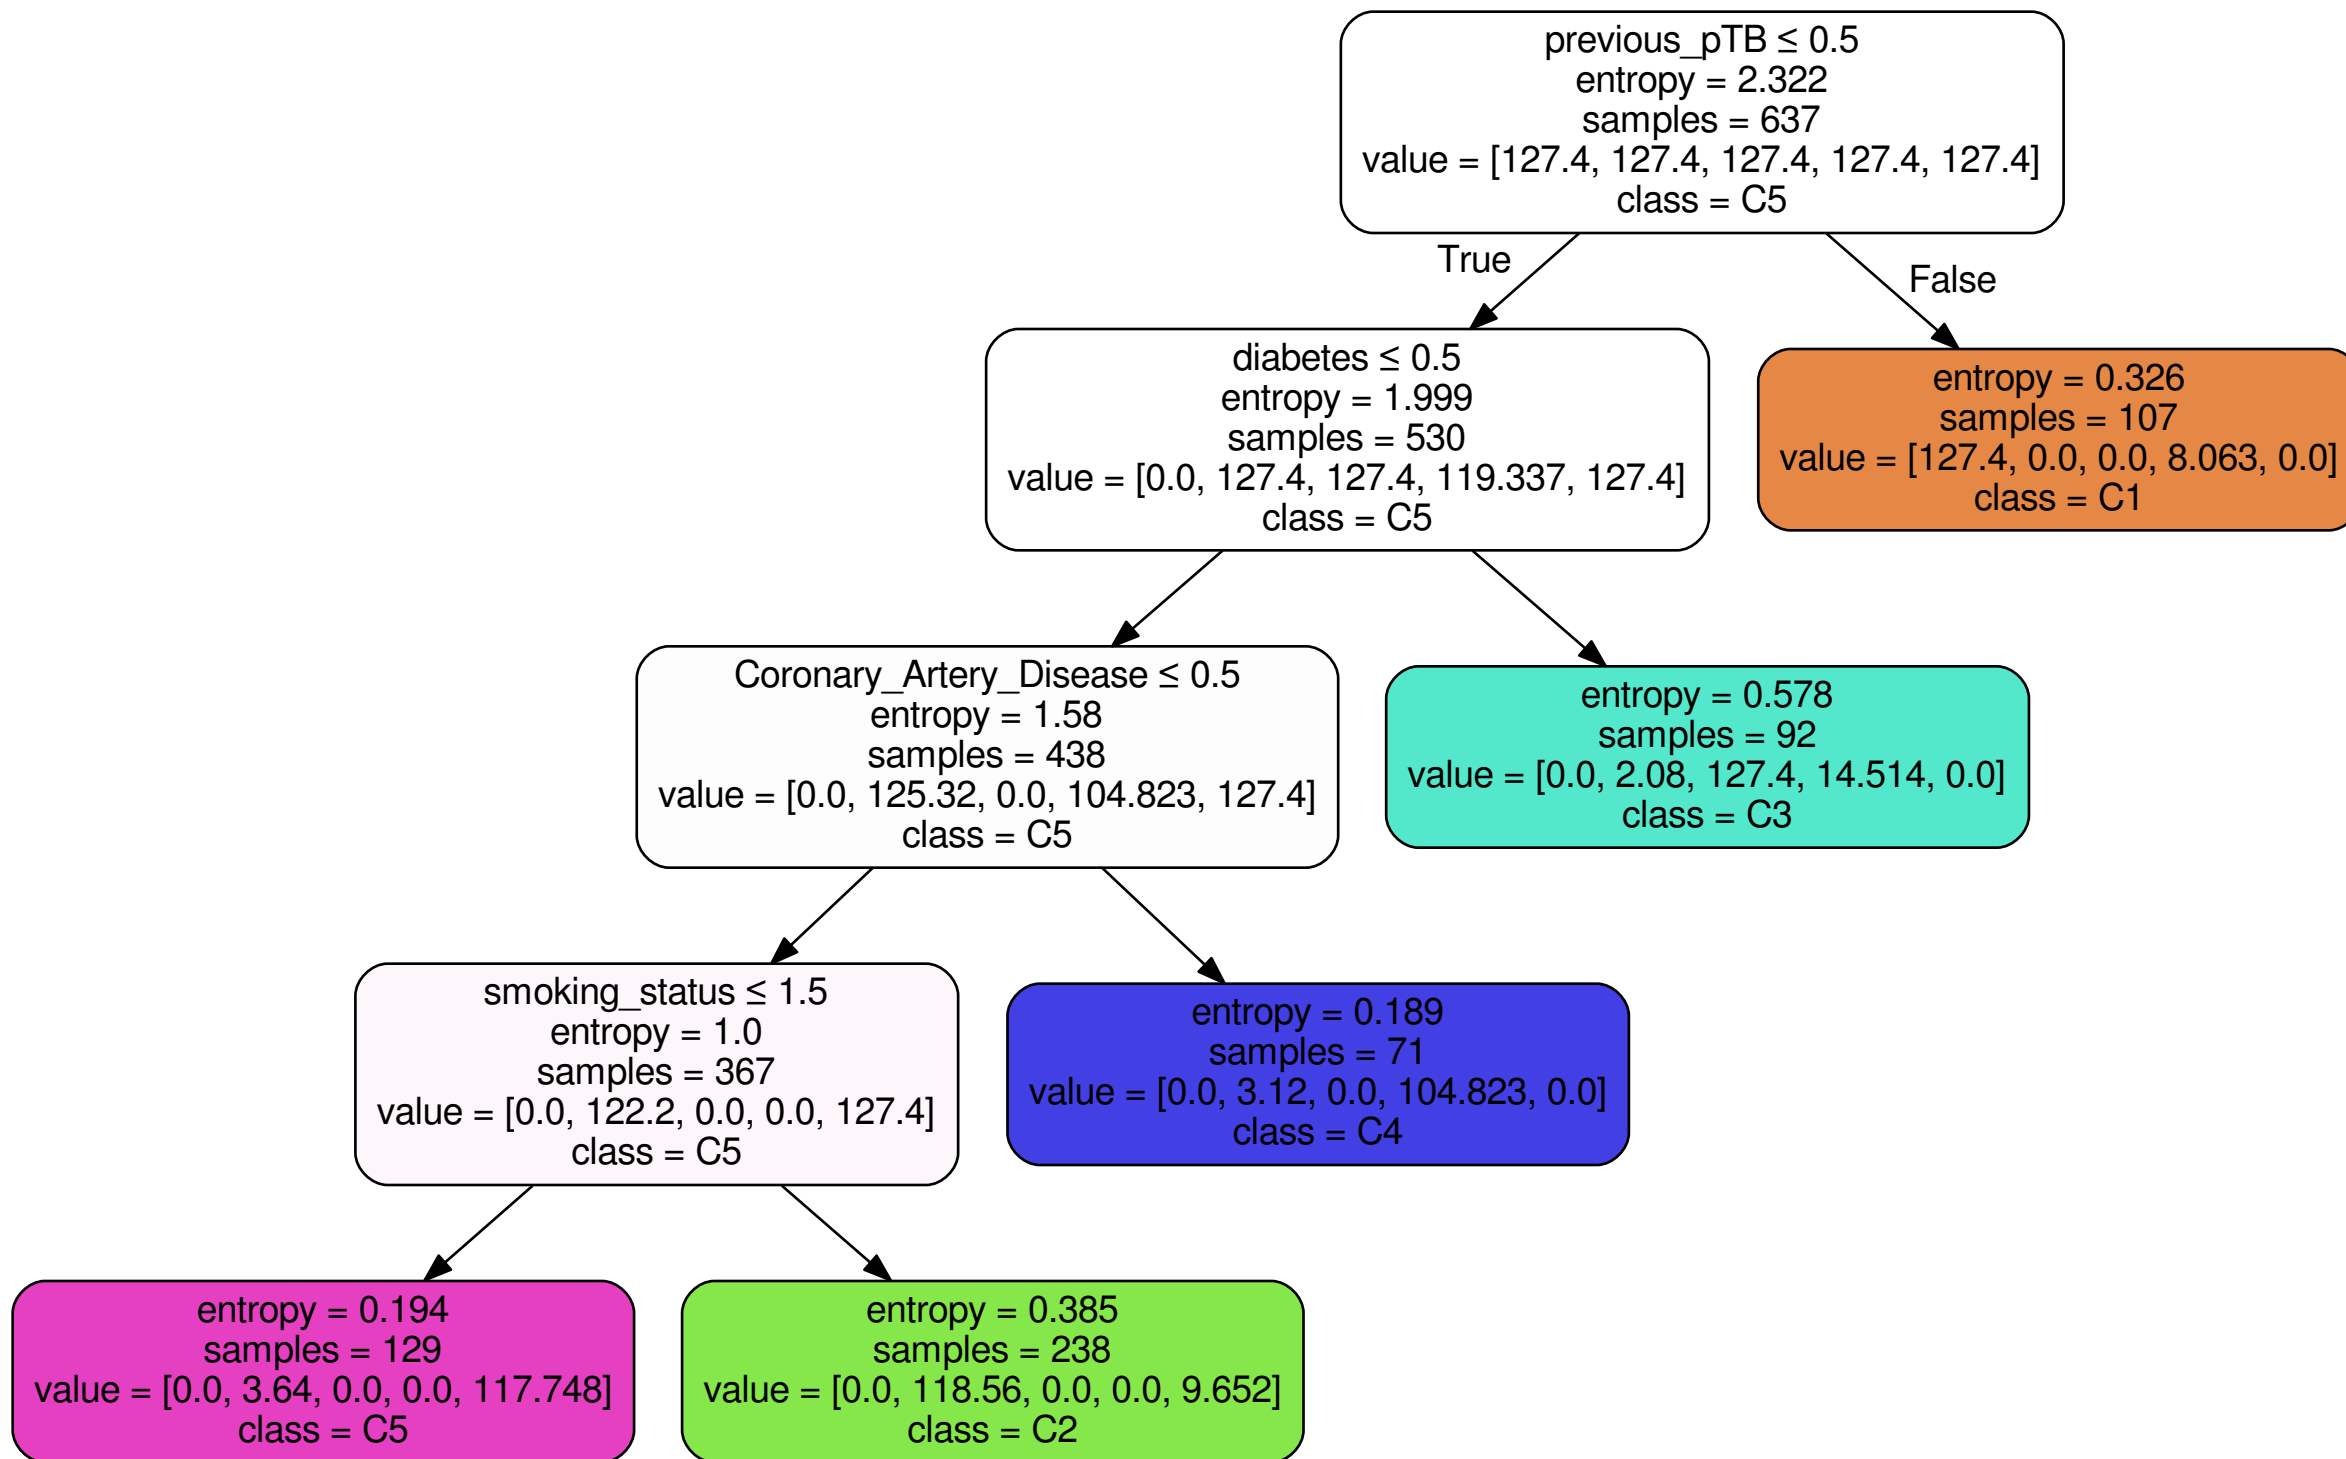 previous_pTB ≤ 0.5
entropy = 2.322
samples = 637
value = [127.4, 127.4, 127.4, 127.4, 127.4]
class = C5
True
False
diabetes ≤ 0.5
entropy = 1.999
samples = 530
value = [0.0, 127.4, 127.4, 119.337, 127.4]
class = C5
entropy = 0.326
samples = 107
value = [127.4, 0.0, 0.0, 8.063, 0.0]
class = C1
Coronary_Artery_Disease ≤ 0.5
entropy = 1.58
samples = 438
value = [0.0, 125.32, 0.0, 104.823, 127.4]
class = C5
entropy = 0.578
samples = 92
value = [0.0, 2.08, 127.4, 14.514, 0.0]
class = C3
smoking_status ≤ 1.5
entropy = 1.0
samples = 367
value = [0.0, 122.2, 0.0, 0.0, 127.4]
class = C5
entropy = 0.189
samples = 71
value = [0.0, 3.12, 0.0, 104.823, 0.0]
class = C4
entropy = 0.194
samples = 129
value = [0.0, 3.64, 0.0, 0.0, 117.748]
class = C5
entropy = 0.385
samples = 238
value = [0.0, 118.56, 0.0, 0.0, 9.652]
class = C2